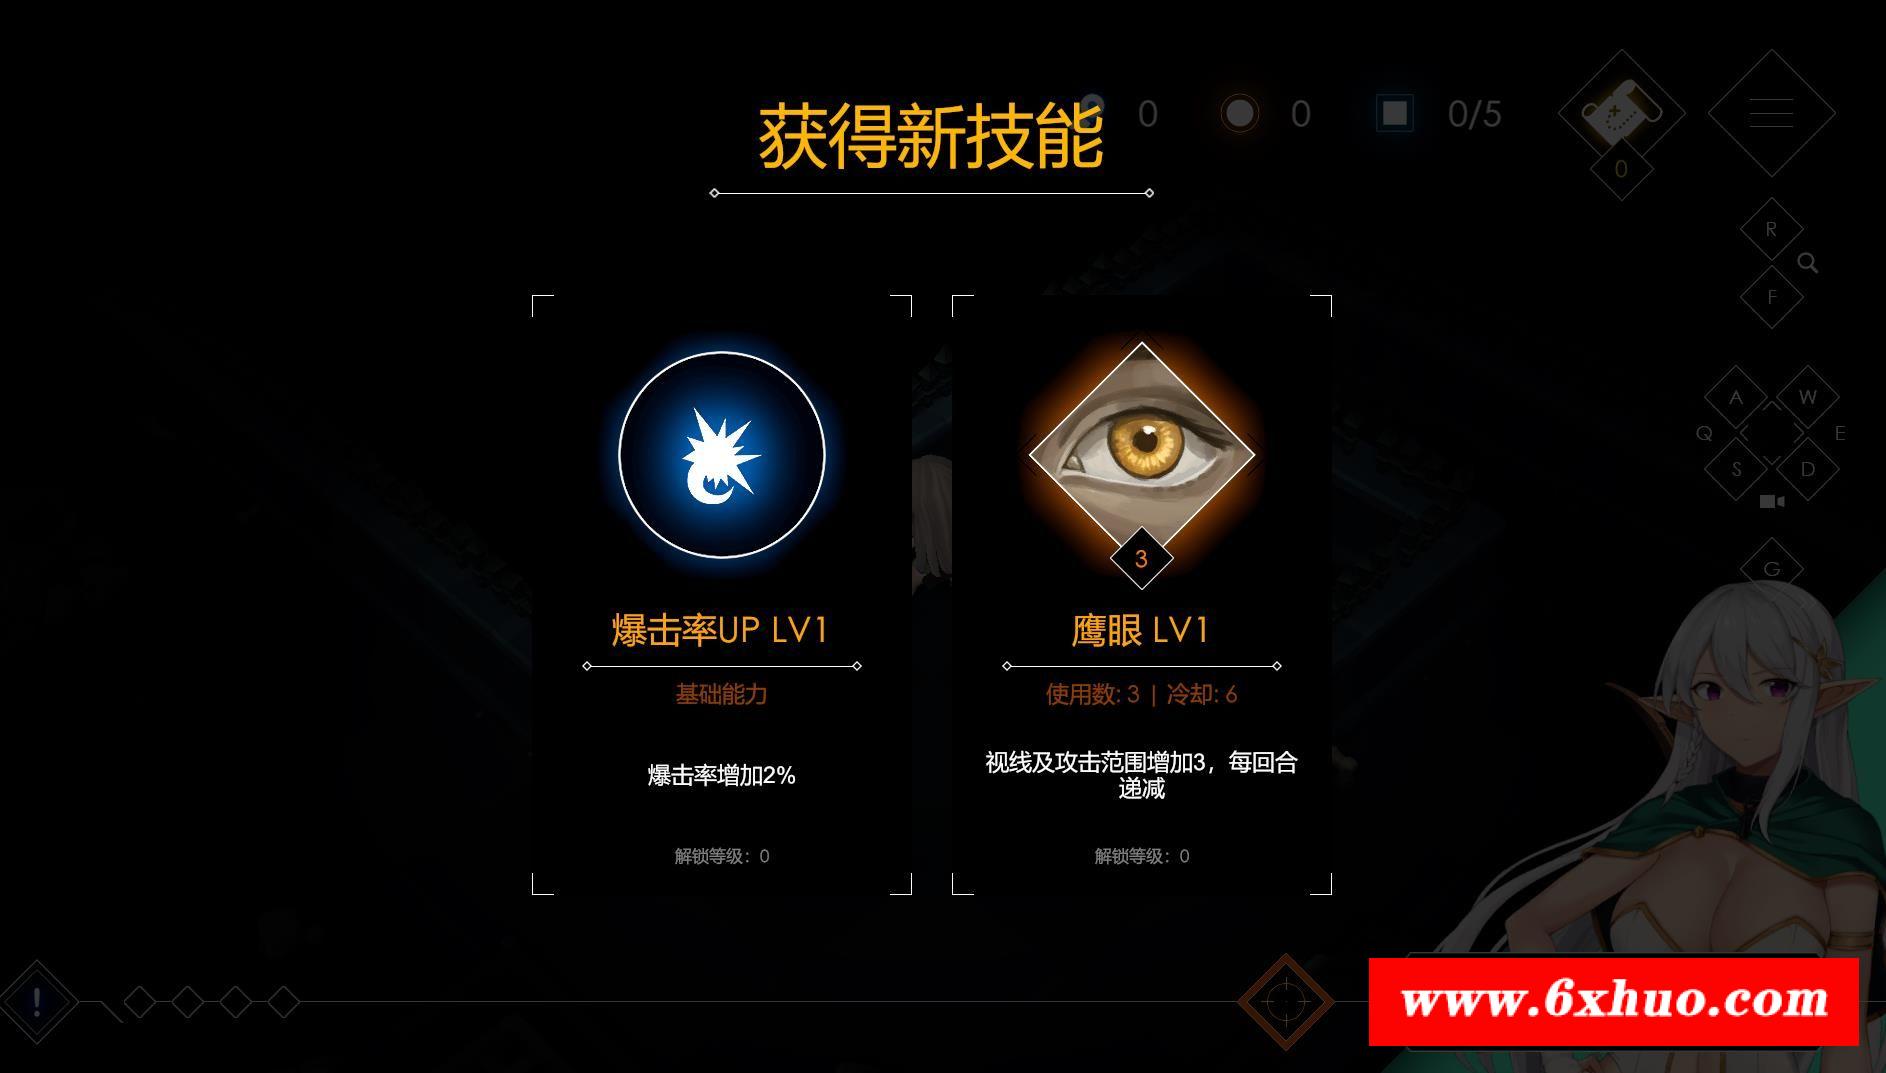 获得新技能
0
0
0/5
0
R
F
A
W
Q
E
S
D
G
3
爆击率UP LV1
基础能力
爆击率增加2%
解锁等级：0
鹰眼 LV1
使用数: 3 | 冷却: 6
视线及攻击范围增加3，每回合
递减
解锁等级：0
!
www.6xhuo.com